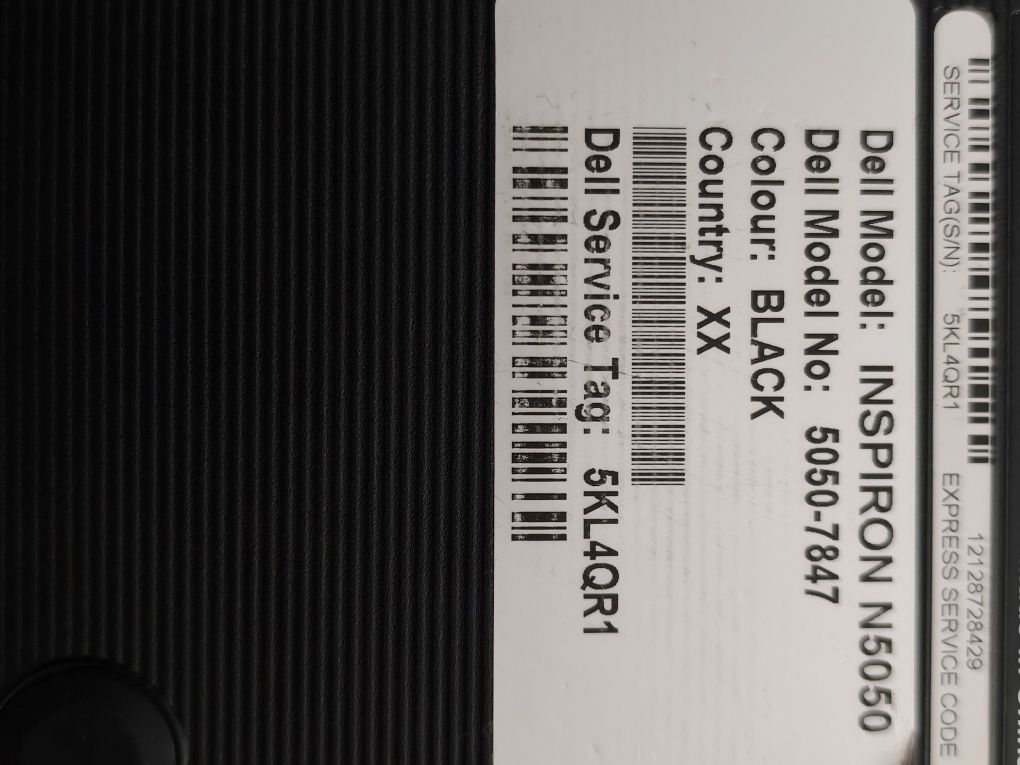 12128728429
SERVICE TAG(S/N): 5KL4QR1 EXPRESS SERVICE CODE
Dell Model: INSPIRON N5050
Dell Model No: 5050-7847
Colour: BLACK
Country: XX
Dell Service Tag: 5KL4QR1